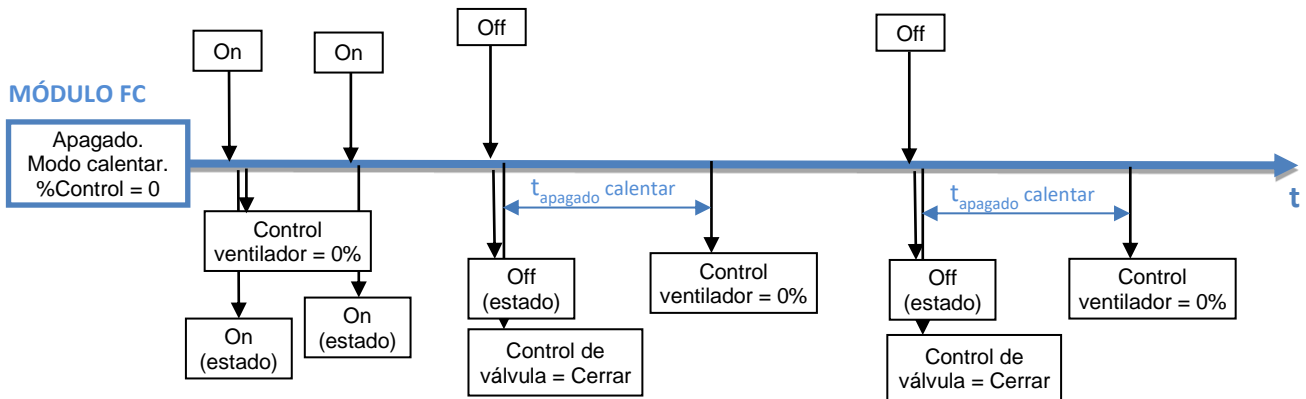 Off
Off
On
On
MÓDULO FC
Apagado.
Modo calentar.
%Control = 0
t apagado calentar
t apagado calentar
t
Control
ventilador = 0%
Off
(estado)
Control
ventilador = 0%
Off
(estado)
Control
ventilador = 0%
On
(estado)
On
(estado)
Control de
válvula = Cerrar
Control de
válvula = Cerrar